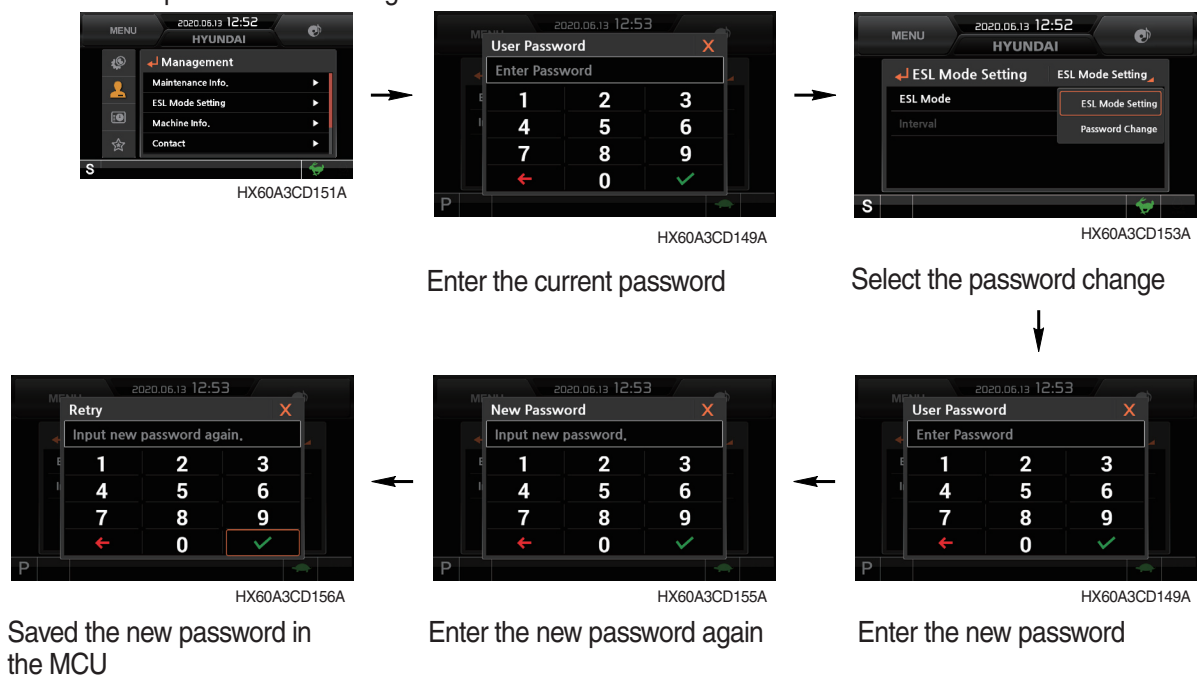 2020.06.13 12:52
MENU
HYUNDAI
Management
Maintenance Info.
ESL Mode Setting
Machine Info.
Contact
S
HX60A3CD151A
2020.06.13 12:53
MENU
User Password X
Enter Password
1 2 3
4 5 6
7 8 9
0
P
HX60A3CD149A
Enter the current password
2020.06.13 12:52
MENU
HYUNDAI
ESL Mode Setting ESL Mode Setting
ESL Mode
ESL Mode Setting
Interval
Password Change
S
HX60A3CD153A
Select the password change
2020.06.13 12:53
Retry X
Input new password again.
1 2 3
4 5 6
7 8 9
0
P
HX60A3CD156A
Saved the new password in
the MCU
2020.06.13 12:53
New Password X
Input new password.
1 2 3
4 5 6
7 8 9
0
P
HX60A3CD155A
Enter the new password again
2020.06.13 12:53
User Password X
Enter Password
1 2 3
4 5 6
7 8 9
0
P
HX60A3CD149A
Enter the new password